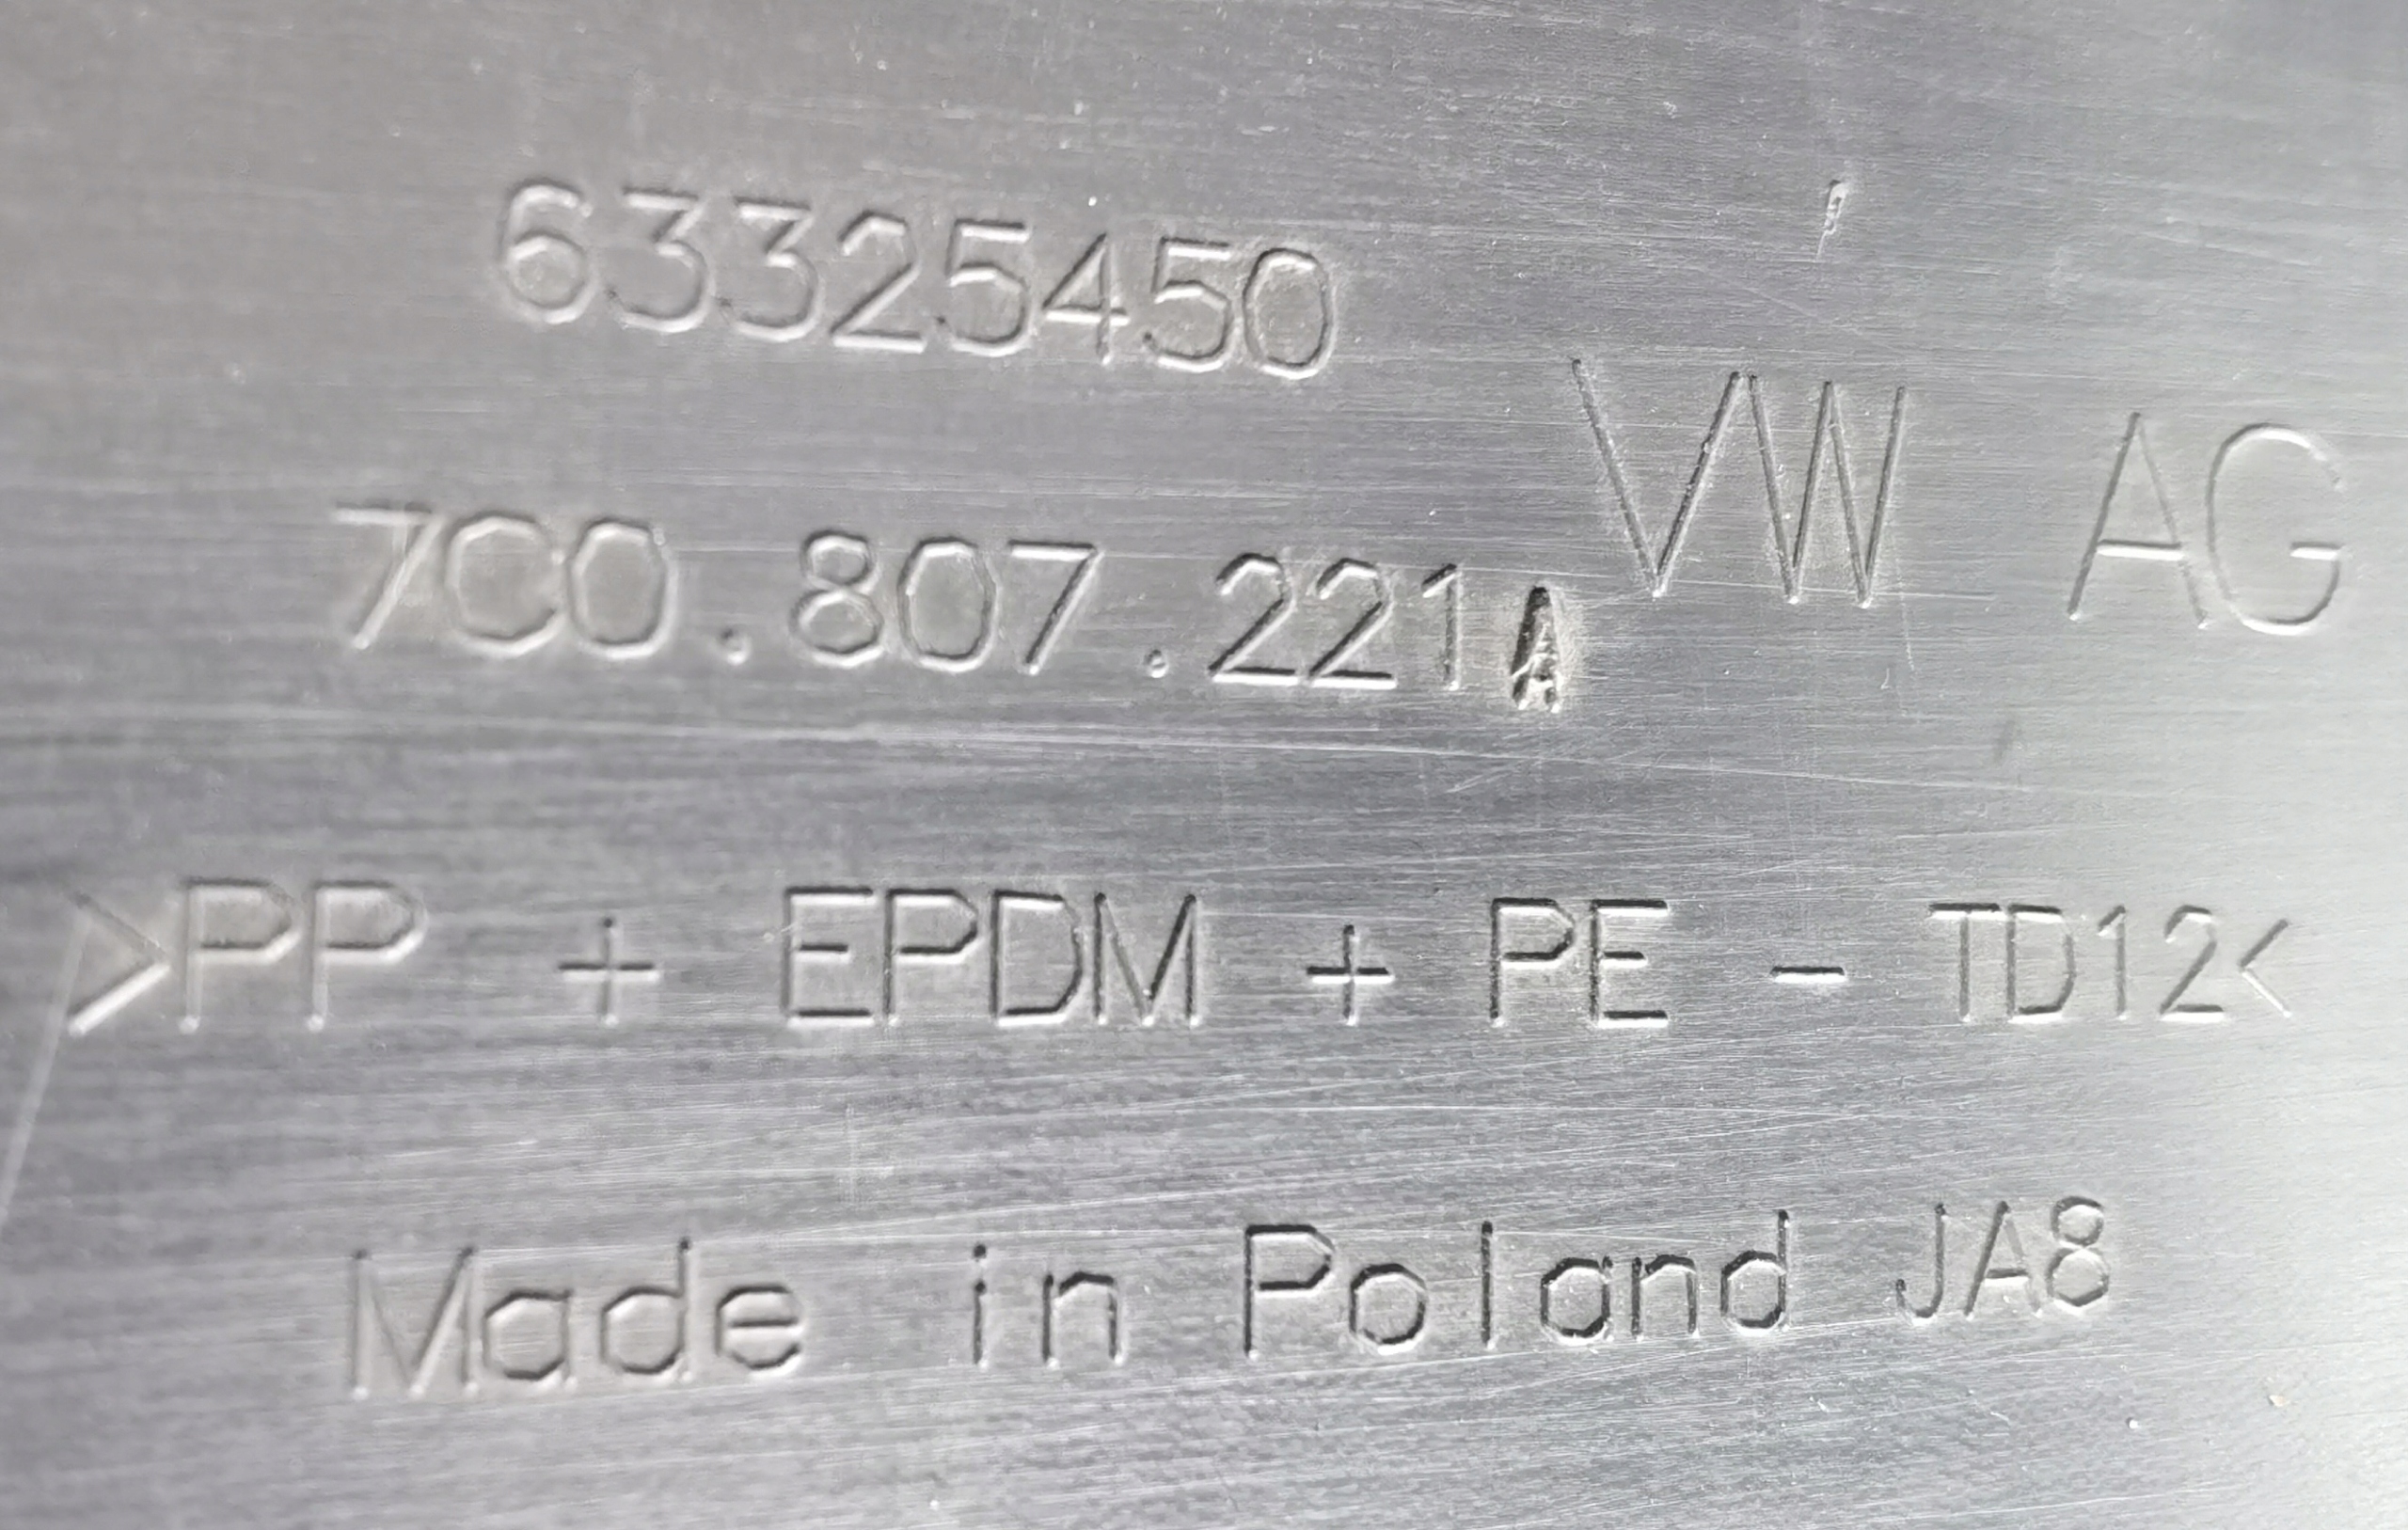 63325450
VW AG
7C0.807.221A
>PP + EPDM + PE - TD12<
Made in Poland JA8